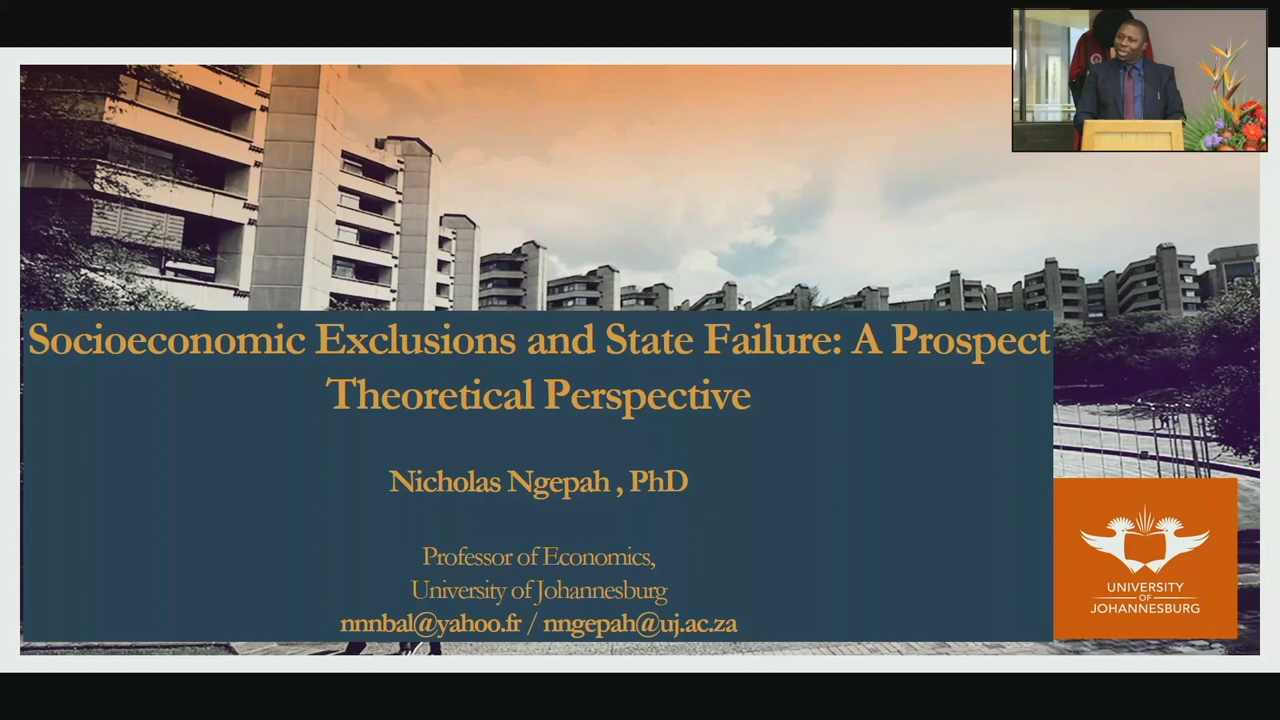 Socioeconomic Exclusions and State Failure: A Prospect
Theoretical Perspective
Nicholas Ngepah , PhD
Professor of Economics,
University of Johannesburg
nnnbal@yahoo.fr / nngepah@uj.ac.za
UNIVERSITY
OF
JOHANNESBURG